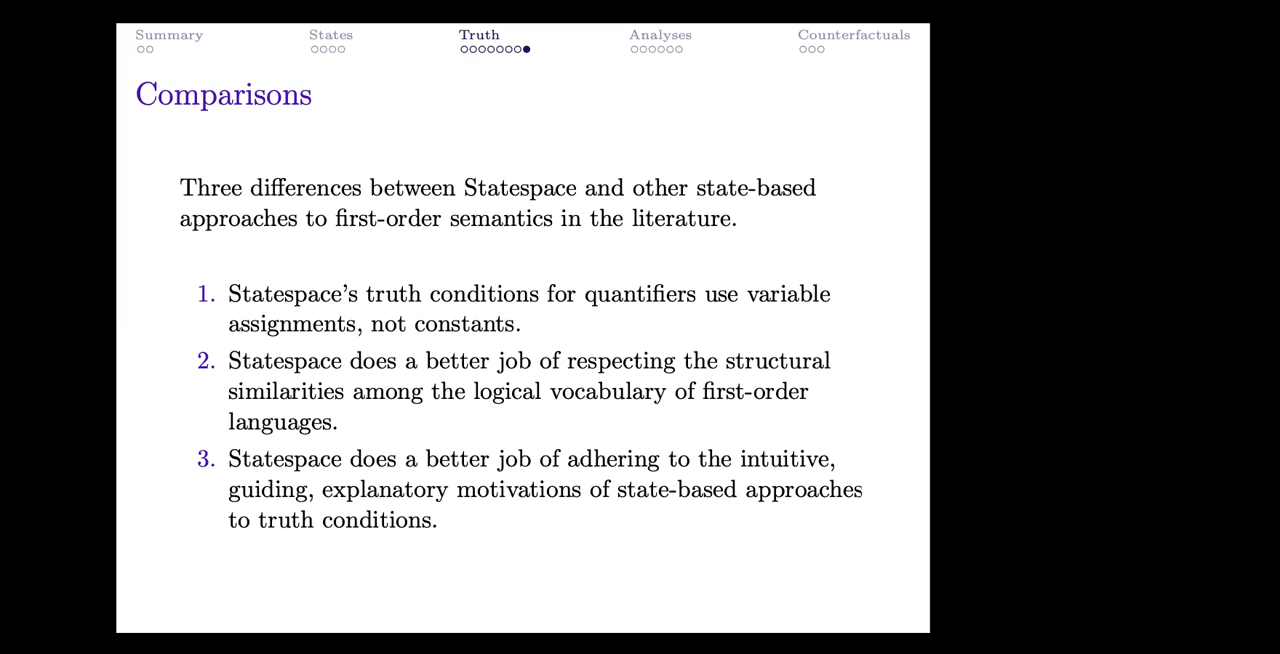 Summary States Truth Analyses Counterfactuals
Comparisons
Three differences between Statespace and other state-based
approaches to first-order semantics in the literature.
1. Statespace's truth conditions for quantifiers use variable
assignments, not constants.
2. Statespace does a better job of respecting the structural
similarities among the logical vocabulary of first-order
languages.
3. Statespace does a better job of adhering to the intuitive,
guiding, explanatory motivations of state-based approaches
to truth conditions.